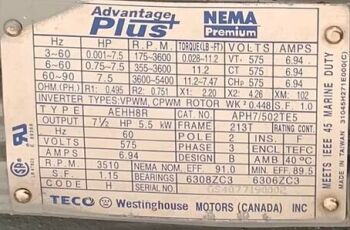 Advantage Plus NEMA Premium
Hz HP R.P.M. TORQUE(LB-FT) VOLTS AMPS
3~60 0.001-7.5 175-3600 0.028-11.2 VT: 575 6.94
6~60 0.75-7.5 355-3600 11.2 CT: 575 6.94
60~90 7.5 3600-5400 11.2-7.47 CHP: 575 6.94
OHM.(PH.) R1: 0.495 R2: 0.751 X1: 2.20 X2: 4.26 XM: 102
INVERTER TYPE: VPWM, CPWM ROTOR WK² 0.448 S.F. 1.0
TYPE AEHH8R CAT. NO. APH7/502TE5
OUTPUT 7½ HP 5.5 kW FRAME 213T
Hz 60 POLE 2 INS. F
VOLTS 575 PHASE 3 ENCL. TEFC
AMPS 6.94 DESIGN B AMB 40 °C
R.P.M. 3510 NEMA NOM. EFF. 91.0
S.F. 1.15 BEARINGS 6308ZC3 6306ZC3
CODE H SERIAL NO.
TECO Westinghouse MOTORS (CANADA) INC
MEETS IEEE 45 MARINE DUTY
MADE IN TAIWAN